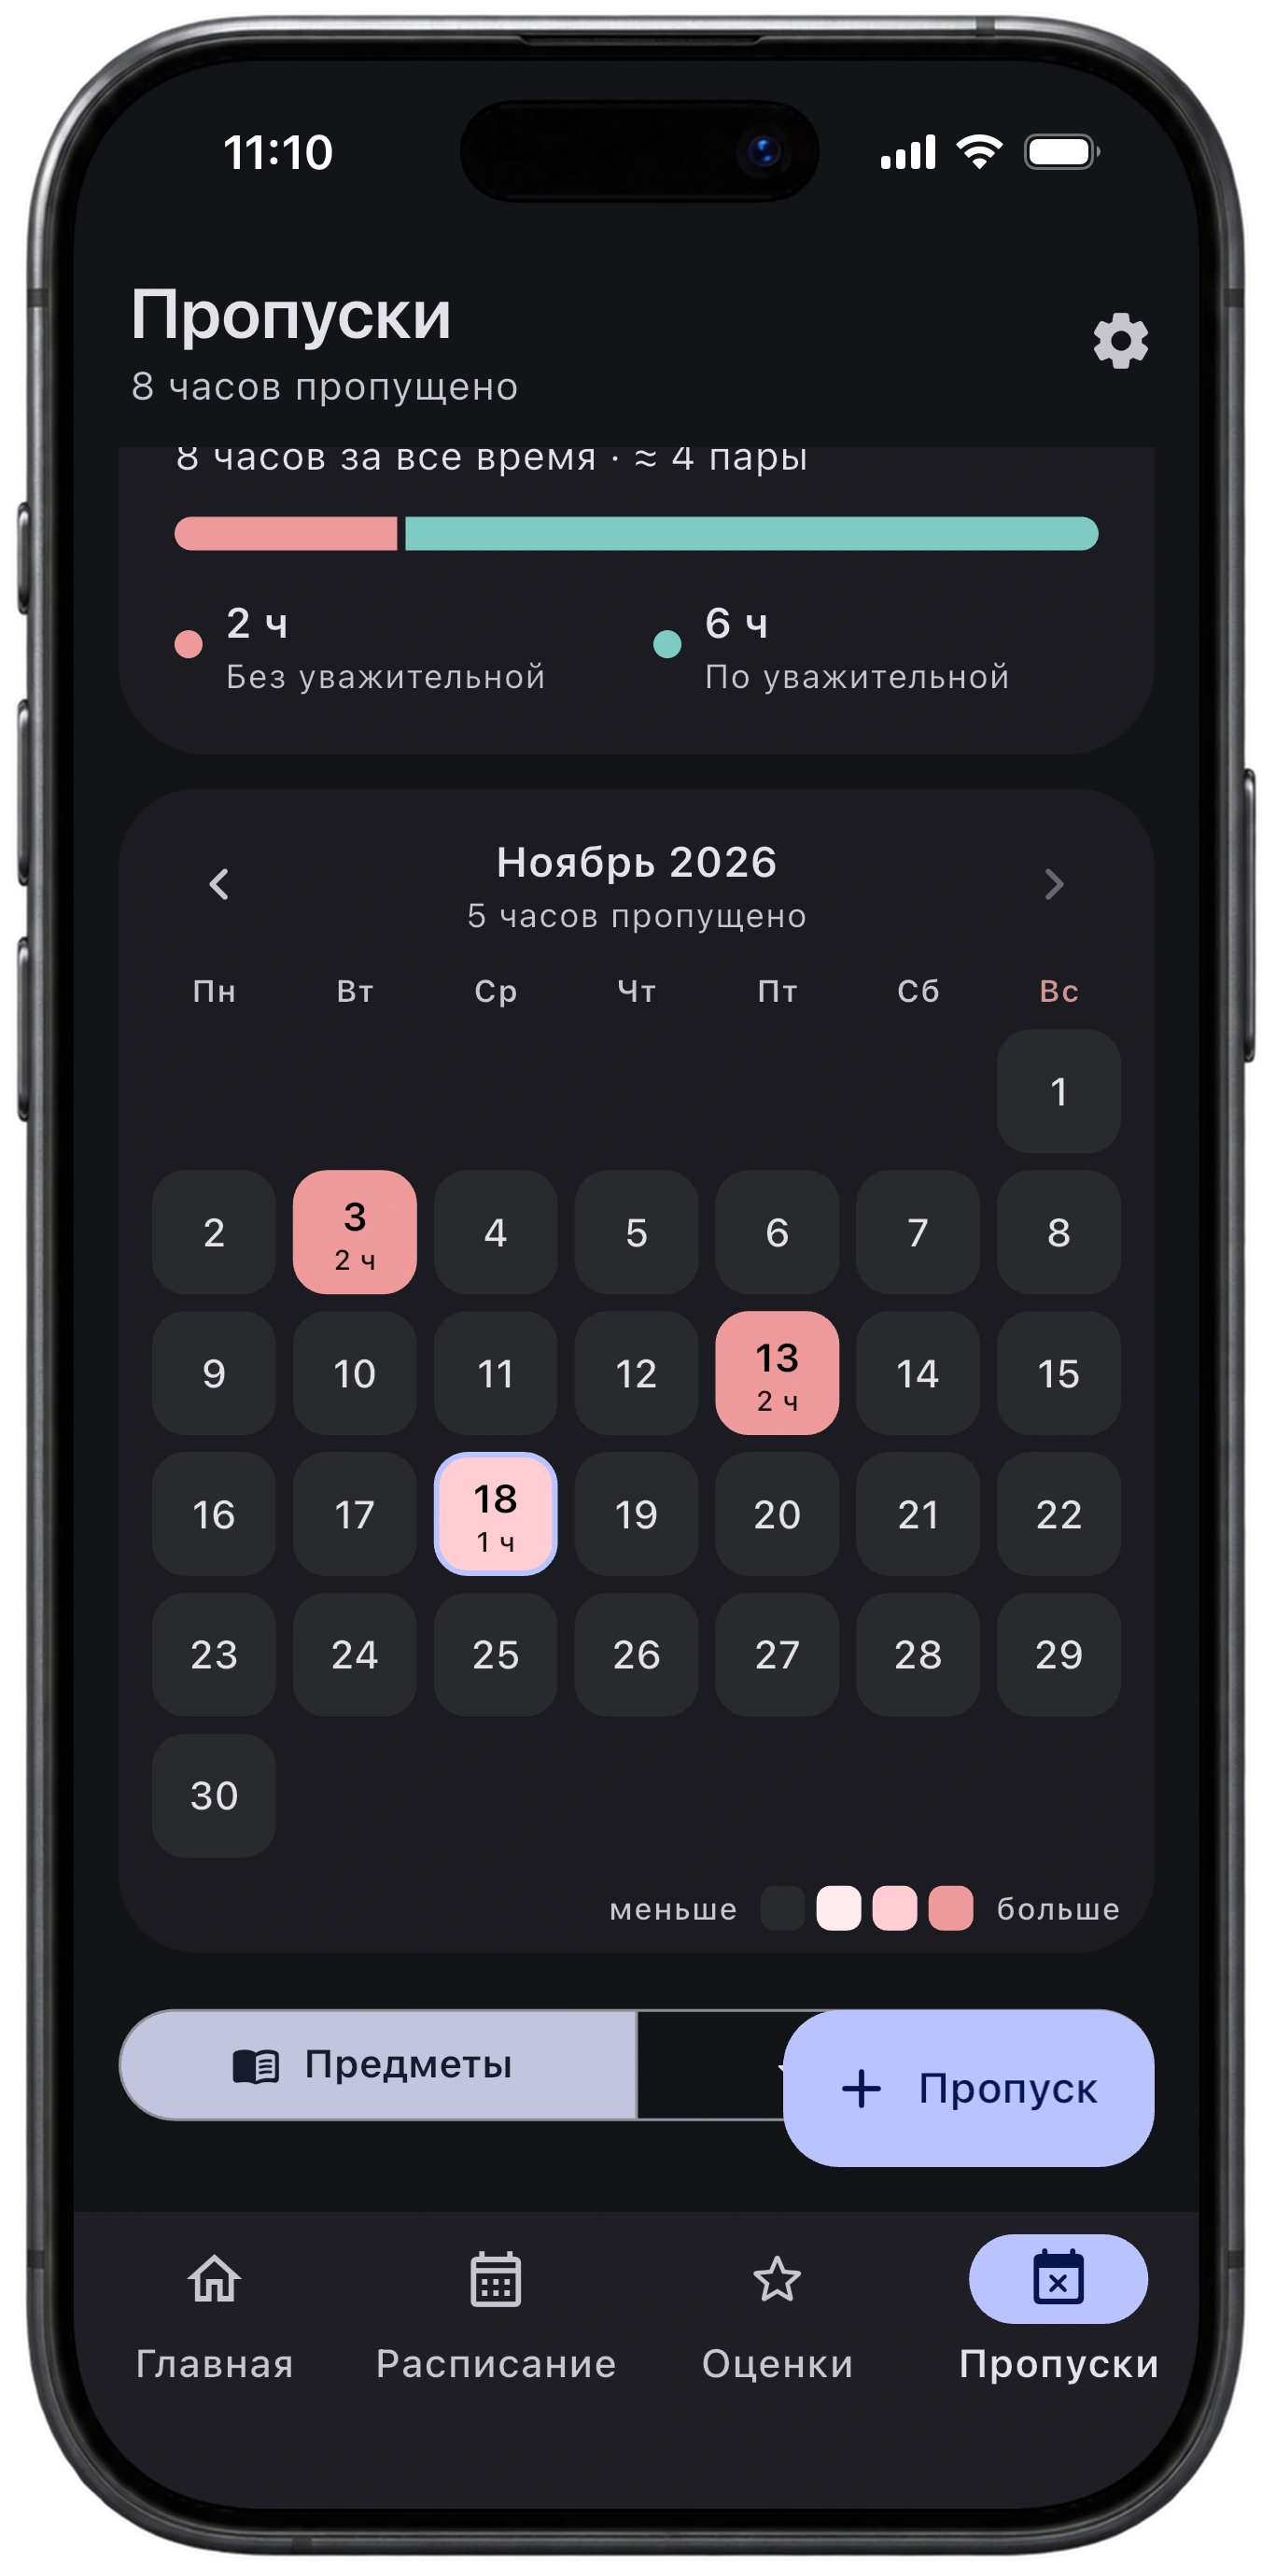 11:10
Пропуски
8 часов пропущено
8 часов за все время · ≈ 4 пары
2 ч
Без уважительной
6 ч
По уважительной
Ноябрь 2026
5 часов пропущено
Пн Вт Ср Чт Пт Сб Вс
1
2 3 4 5 6 7 8
2 ч
9 10 11 12 13 14 15
2 ч
16 17 18 19 20 21 22
1 ч
23 24 25 26 27 28 29
30
меньше больше
Предметы
+ Пропуск
Главная Расписание Оценки Пропуски